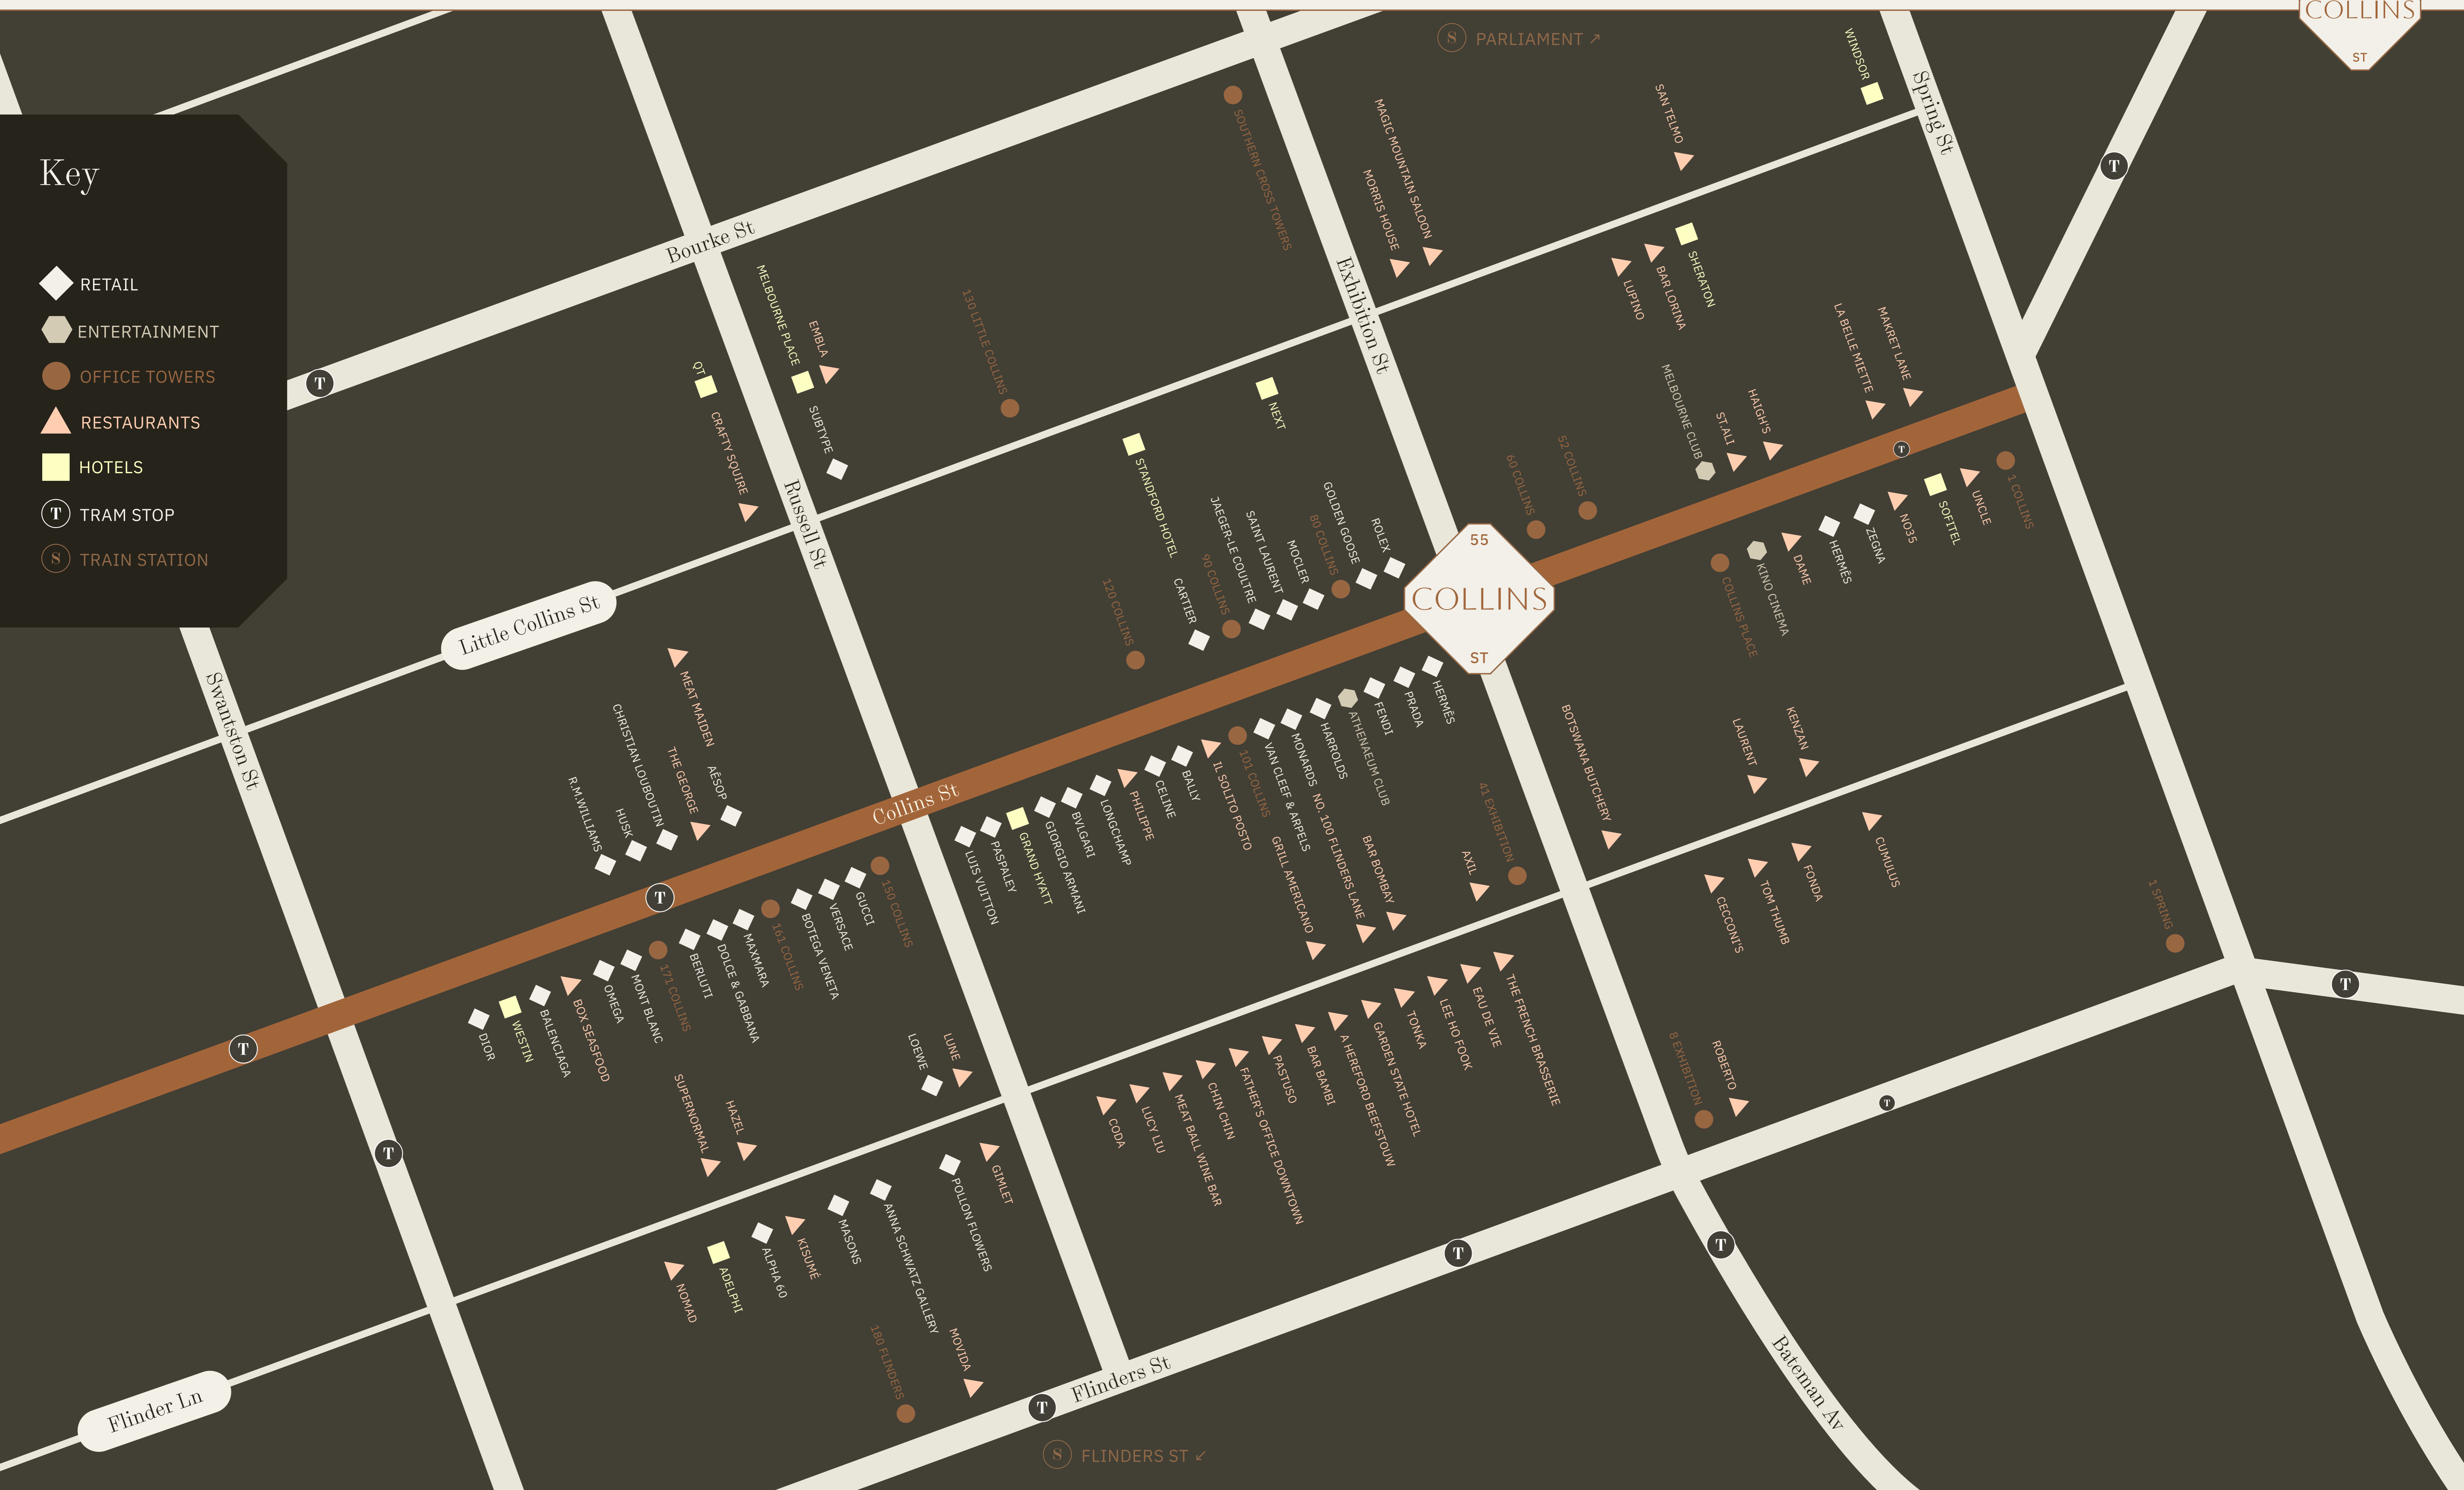 COLLINS
ST
S PARLIAMENT ↗
WINDSOR
Spring St
T
SAN TELMO
MAGIC MOUNTAIN SALOON
MORRIS HOUSE
SOUTHERN CROSS TOWERS
Key
RETAIL
ENTERTAINMENT
OFFICE TOWERS
RESTAURANTS
HOTELS
T TRAM STOP
S TRAIN STATION
Bourke St
T
Exhibition St
SHERATON
BAR LORINA
LUPINO
MELBOURNE PLACE
EMBLA
130 LITTLE COLLINS
QT
CRAFTY SQUIRE
SUBTYPE
Russell St
NEXT
STANDFORD HOTEL
LA BELLE MIETTE
MAKRET LANE
MELBOURNE CLUB
ST.ALI
HAIGH'S
T
60 COLLINS
52 COLLINS
120 COLLINS
CARTIER
90 COLLINS
JAEGER-LE COULTRE
SAINT LAURENT
MOCLER
80 COLLINS
GOLDEN GOOSE
ROLEX
55
COLLINS
ST
COLLINS PLACE
KINO CINEMA
DAME
HERMÊS
ZEGNA
NO35
SOFITEL
UNCLE
1 COLLINS
Little Collins St
Swantston St
MEAT MAIDEN
R.M.WILLIAMS
HUSK
CHRISTIAN LOUBOUTIN
THE GEORGE
AĒSOP
Collins St
T
LUIS VUITTON
PASPALEY
GRAND HYATT
GIORGIO ARMANI
BVLGARI
LONGCHAMP
PHILIPPE
CELINE
BALLY
IL SOLITO POSTO
101 COLLINS
VAN CLEEF & ARPELS
MONARDS
HARROLDS
ATHENAEUM CLUB
FENDI
PRADA
HERMÊS
GRILL AMERICANO
NO. 100 FLINDERS LANE
BAR BOMBAY
AXIL
41 EXHIBITION
BOTSWANA BUTCHERY
LAURENT
KENZAN
CECCONI'S
TOM THUMB
FONDA
CUMULUS
1 SPRING
T
T
DIOR
WESTIN
BALENCIAGA
BOX SEASFOOD
OMEGA
MONT BLANC
171 COLLINS
BERLUTI
DOLCE & GABBANA
MAXMARA
161 COLLINS
BOTEGA VENETA
VERSACE
GUCCI
150 COLLINS
LOEWE
LUNE
T
SUPERNORMAL
HAZEL
CODA
LUCY LIU
MEAT BALL WINE BAR
CHIN CHIN
FATHER'S OFFICE DOWNTOWN
PASTUSO
BAR BAMBI
A HEREFORD BEEFSTOUW
GARDEN STATE HOTEL
TONKA
LEE HO FOOK
EAU DE VIE
THE FRENCH BRASSERIE
8 EXHIBITION
ROBERTO
T
NOMAD
ADELPHI
ALPHA 60
KISUMÉ
MASONS
ANNA SCHWATZ GALLERY
POLLON FLOWERS
GIMLET
180 FLINDERS
MOVIDA
T
T
Flinder Ln
T
Flinders St
Bateman Av
S FLINDERS ST ↙